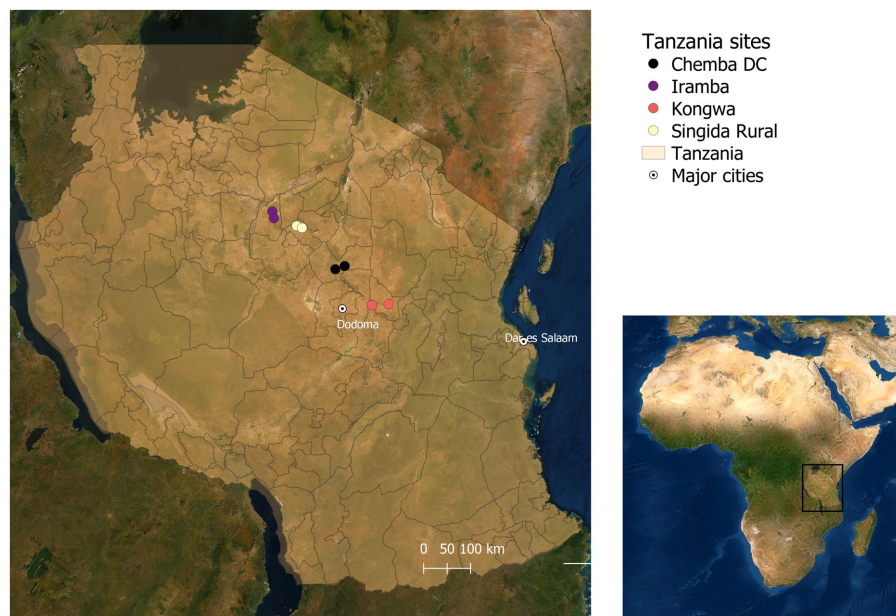 Tanzania sites
Chemba DC
Iramba
Kongwa
Singida Rural
Tanzania
Major cities
Dodoma
Dar es Salaam
0 50 100 km